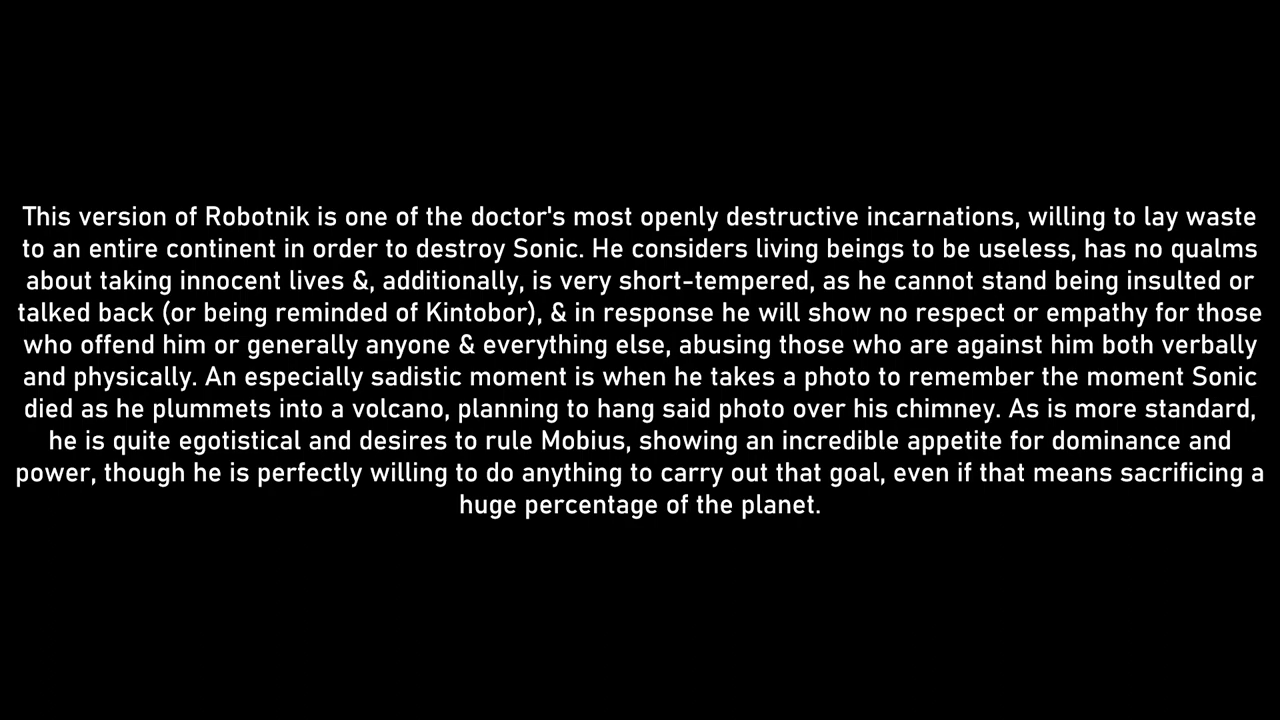 This version of Robotnik is one of the doctor's most openly destructive incarnations, willing to lay waste
to an entire continent in order to destroy Sonic. He considers living beings to be useless, has no qualms
about taking innocent lives &, additionally, is very short-tempered, as he cannot stand being insulted or
talked back (or being reminded of Kintobor), & in response he will show no respect or empathy for those
who offend him or generally anyone & everything else, abusing those who are against him both verbally
and physically. An especially sadistic moment is when he takes a photo to remember the moment Sonic
died as he plummets into a volcano, planning to hang said photo over his chimney. As is more standard,
he is quite egotistical and desires to rule Mobius, showing an incredible appetite for dominance and
power, though he is perfectly willing to do anything to carry out that goal, even if that means sacrificing a
huge percentage of the planet.